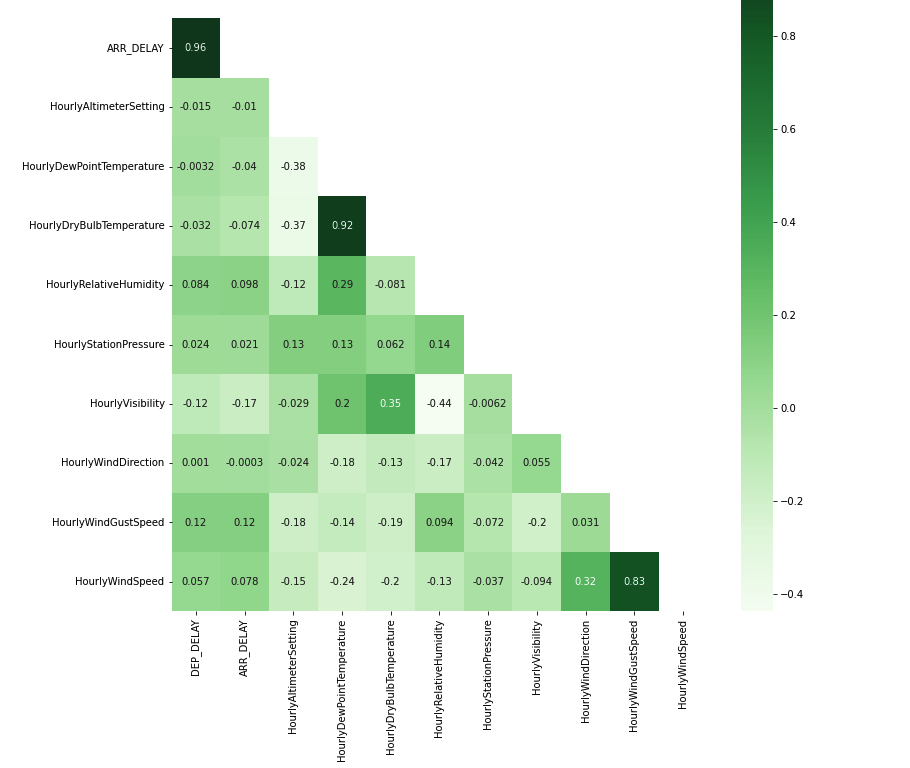 ARR_DELAY 0.96
HourlyAltimeterSetting -0.015 -0.01
HourlyDewPointTemperature -0.0032 -0.04 -0.38
HourlyDryBulbTemperature -0.032 -0.074 -0.37 0.92
HourlyRelativeHumidity 0.084 0.098 -0.12 0.29 -0.081
HourlyStationPressure 0.024 0.021 0.13 0.13 0.062 0.14
HourlyVisibility -0.12 -0.17 -0.029 0.2 0.35 -0.44 -0.0062
HourlyWindDirection 0.001 -0.0003 -0.024 -0.18 -0.13 -0.17 -0.042 0.055
HourlyWindGustSpeed 0.12 0.12 -0.18 -0.14 -0.19 0.094 -0.072 -0.2 0.031
HourlyWindSpeed 0.057 0.078 -0.15 -0.24 -0.2 -0.13 -0.037 -0.094 0.32 0.83
DEP_DELAY
ARR_DELAY
HourlyAltimeterSetting
HourlyDewPointTemperature
HourlyDryBulbTemperature
HourlyRelativeHumidity
HourlyStationPressure
HourlyVisibility
HourlyWindDirection
HourlyWindGustSpeed
HourlyWindSpeed
0.8
0.6
0.4
0.2
0.0
−0.2
−0.4